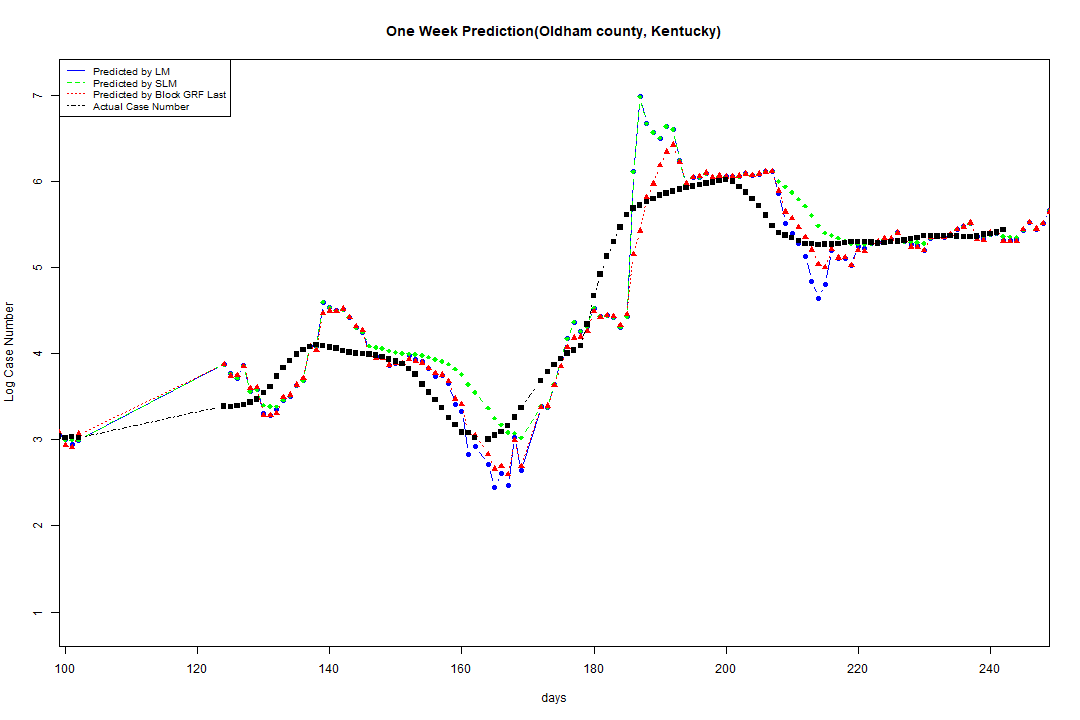 One Week Prediction(Oldham county, Kentucky)
Predicted by LM
Predicted by SLM
Predicted by Block GRF Last
Actual Case Number
7
6
5
4
3
2
1
Log Case Number
100 120 140 160 180 200 220 240
days